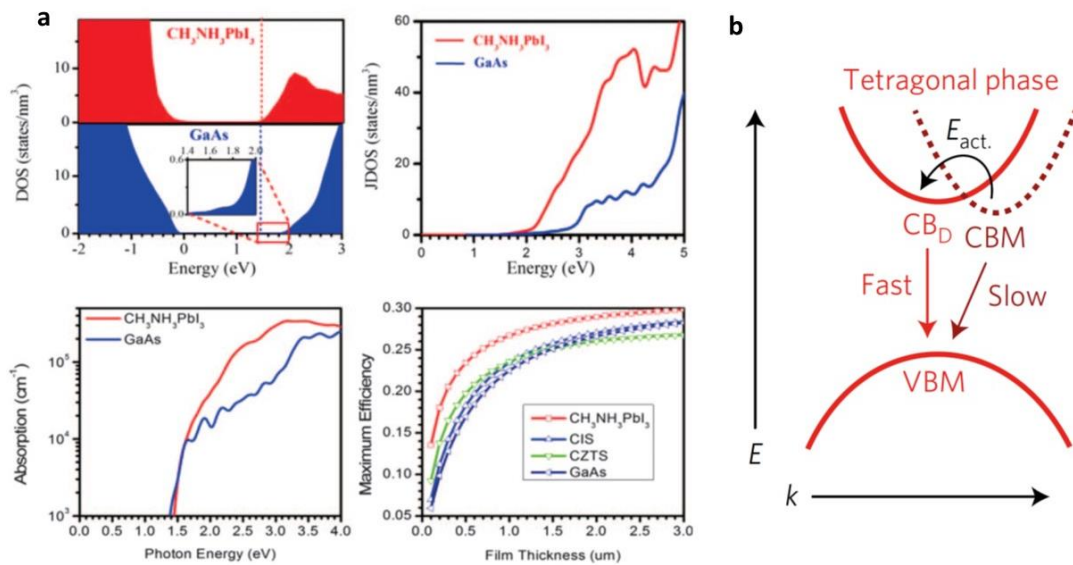 a
CH₃NH₃PbI₃
10
0
GaAs
1.4 1.6 1.8 2.0
0.6
0.0
10
0
-2 -1 0 1 2 3
DOS (states/nm³)
Energy (eV)
60
40
20
0
CH₃NH₃PbI₃
GaAs
0 1 2 3 4 5
JDOS (states/nm³)
Energy (eV)
CH₃NH₃PbI₃
GaAs
10⁵
10⁴
10³
0.0 0.5 1.0 1.5 2.0 2.5 3.0 3.5 4.0
Absorption (cm⁻¹)
Photon Energy (eV)
0.30
0.25
0.20
0.15
0.10
0.05
CH₃NH₃PbI₃
CIS
CZTS
GaAs
0.0 0.5 1.0 1.5 2.0 2.5 3.0
Maximum Efficiency
Film Thickness (um)
b
Tetragonal phase
E_act.
CB_D CBM
Fast Slow
VBM
E
k